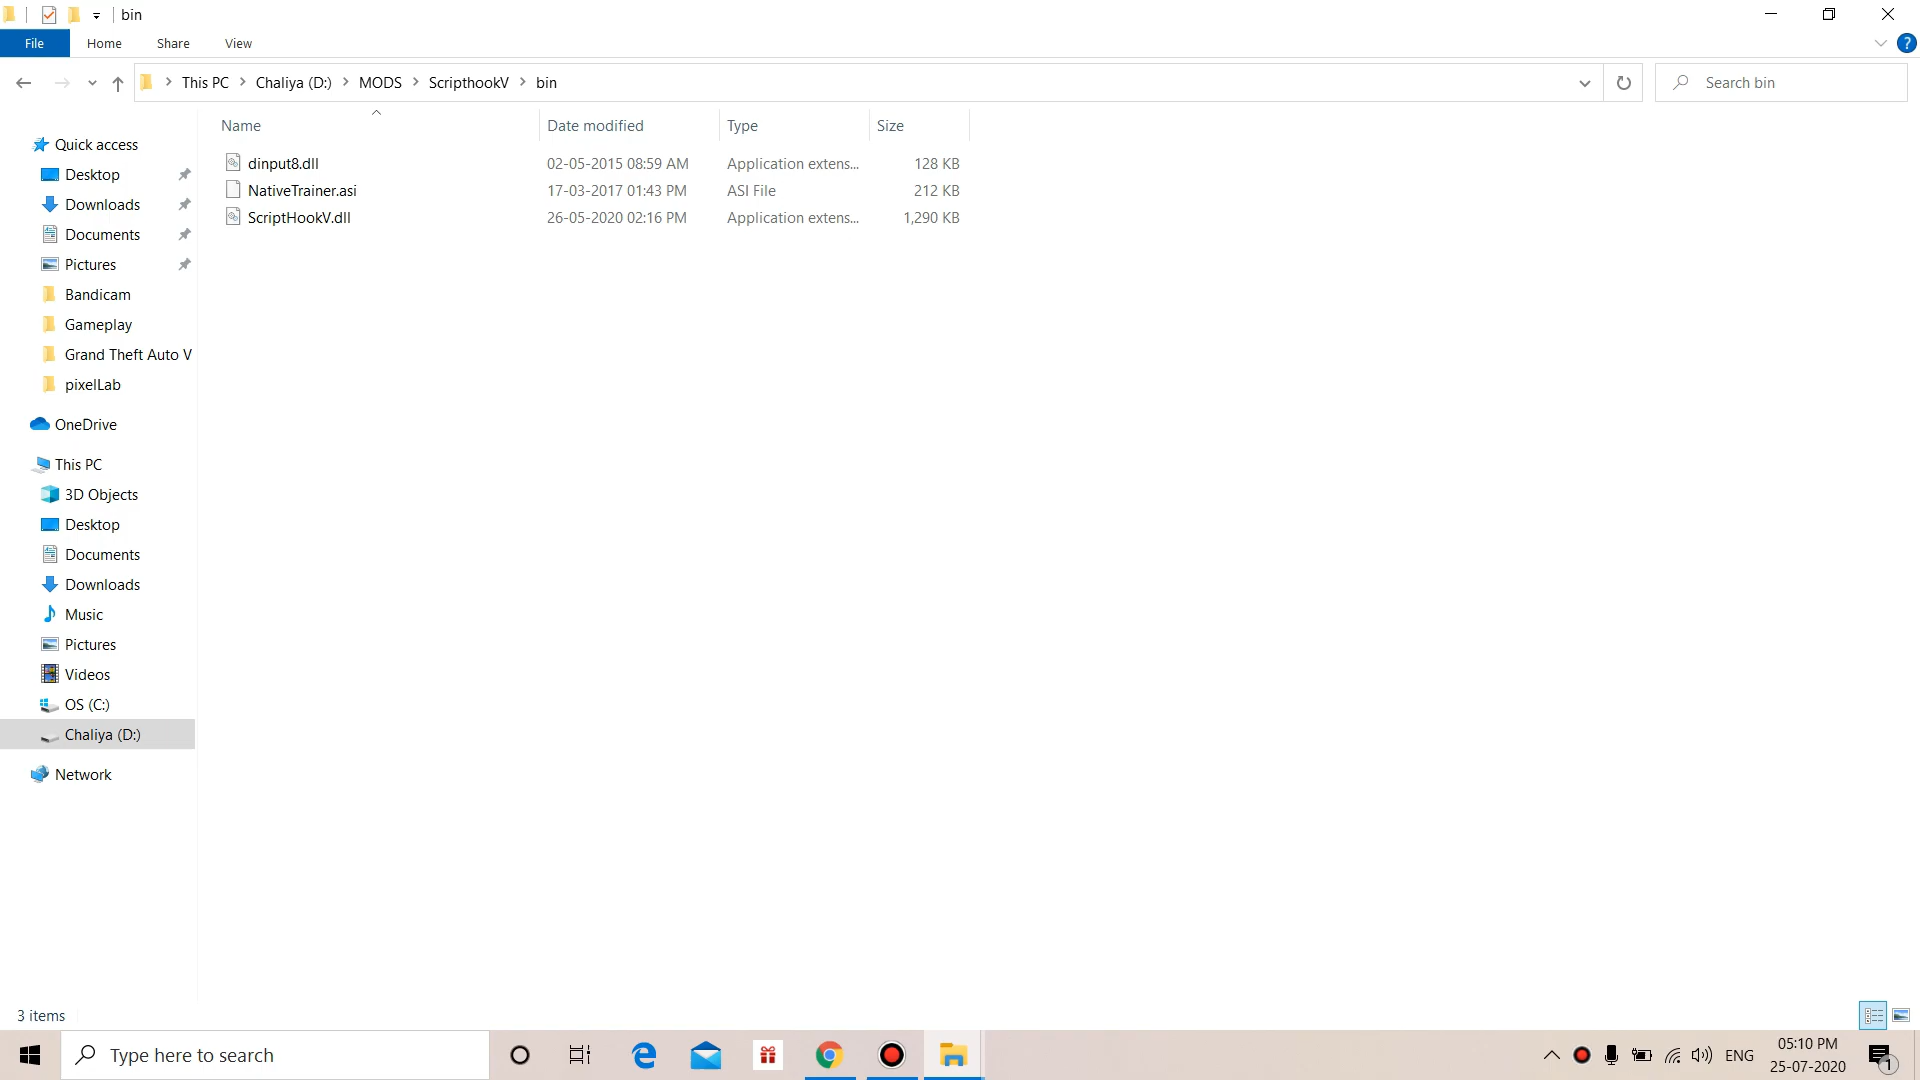 bin
File Home Share View
This PC Chaliya (D:) MODS ScripthookV bin
Search bin
Name Date modified Type Size
dinput8.dll 02-05-2015 08:59 AM Application extens... 128 KB
NativeTrainer.asi 17-03-2017 01:43 PM ASI File 212 KB
ScriptHookV.dll 26-05-2020 02:16 PM Application extens... 1,290 KB
Quick access
Desktop
Downloads
Documents
Pictures
Bandicam
Gameplay
Grand Theft Auto V
pixelLab
OneDrive
This PC
3D Objects
Desktop
Documents
Downloads
Music
Pictures
Videos
OS (C:)
Chaliya (D:)
Network
3 items
Type here to search
ENG
05:10 PM
25-07-2020
1